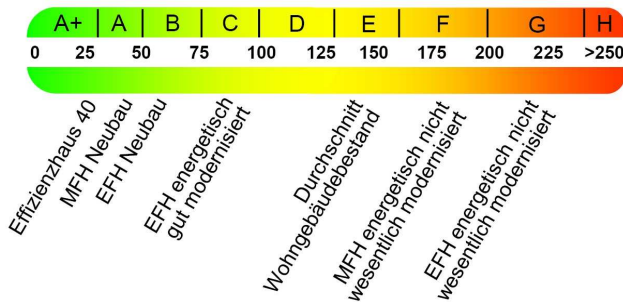 A+ A B C D E F G H
0 25 50 75 100 125 150 175 200 225 >250
Effizienzhaus 40
MFH Neubau
EFH Neubau
EFH energetisch
gut modernisiert
Durchschnitt
Wohngebäudebestand
MFH energetisch nicht
wesentlich modernisiert
EFH energetisch nicht
wesentlich modernisiert